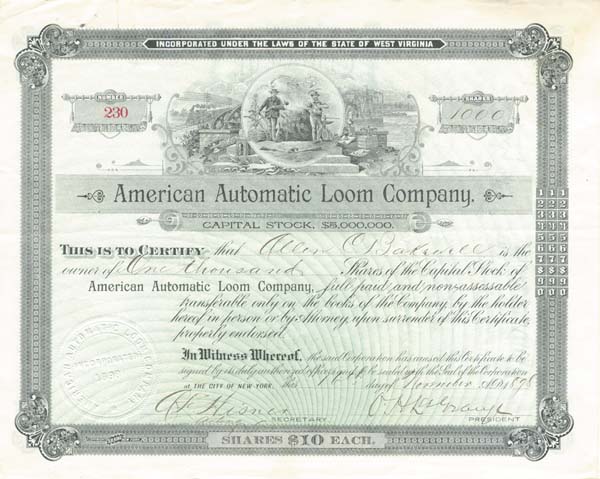 INCORPORATED UNDER THE LAWS OF THE STATE OF WEST VIRGINIA
NUMBER
230
SHARES
1000
American Automatic Loom Company.
CAPITAL STOCK, $5,000,000.
THIS IS TO CERTIFY that Allen is the
owner of One thousand Shares of the Capital Stock of
American Automatic Loom Company, full paid and non-assessable
transferable only on the books of the Company, by the holder
hereof in person or by Attorney, upon surrender of this Certificate,
properly endorsed.
In Witness Whereof, the said Corporation has caused this Certificate to be
signed by its duly authorized officers and to be sealed with the Seal of the Corporation
AT THE CITY OF NEW-YORK, this day of November A.D. 1898
SECRETARY
PRESIDENT
SHARES $10 EACH.
AUTOMATIC LOOM COMPANY
INCORPORATED